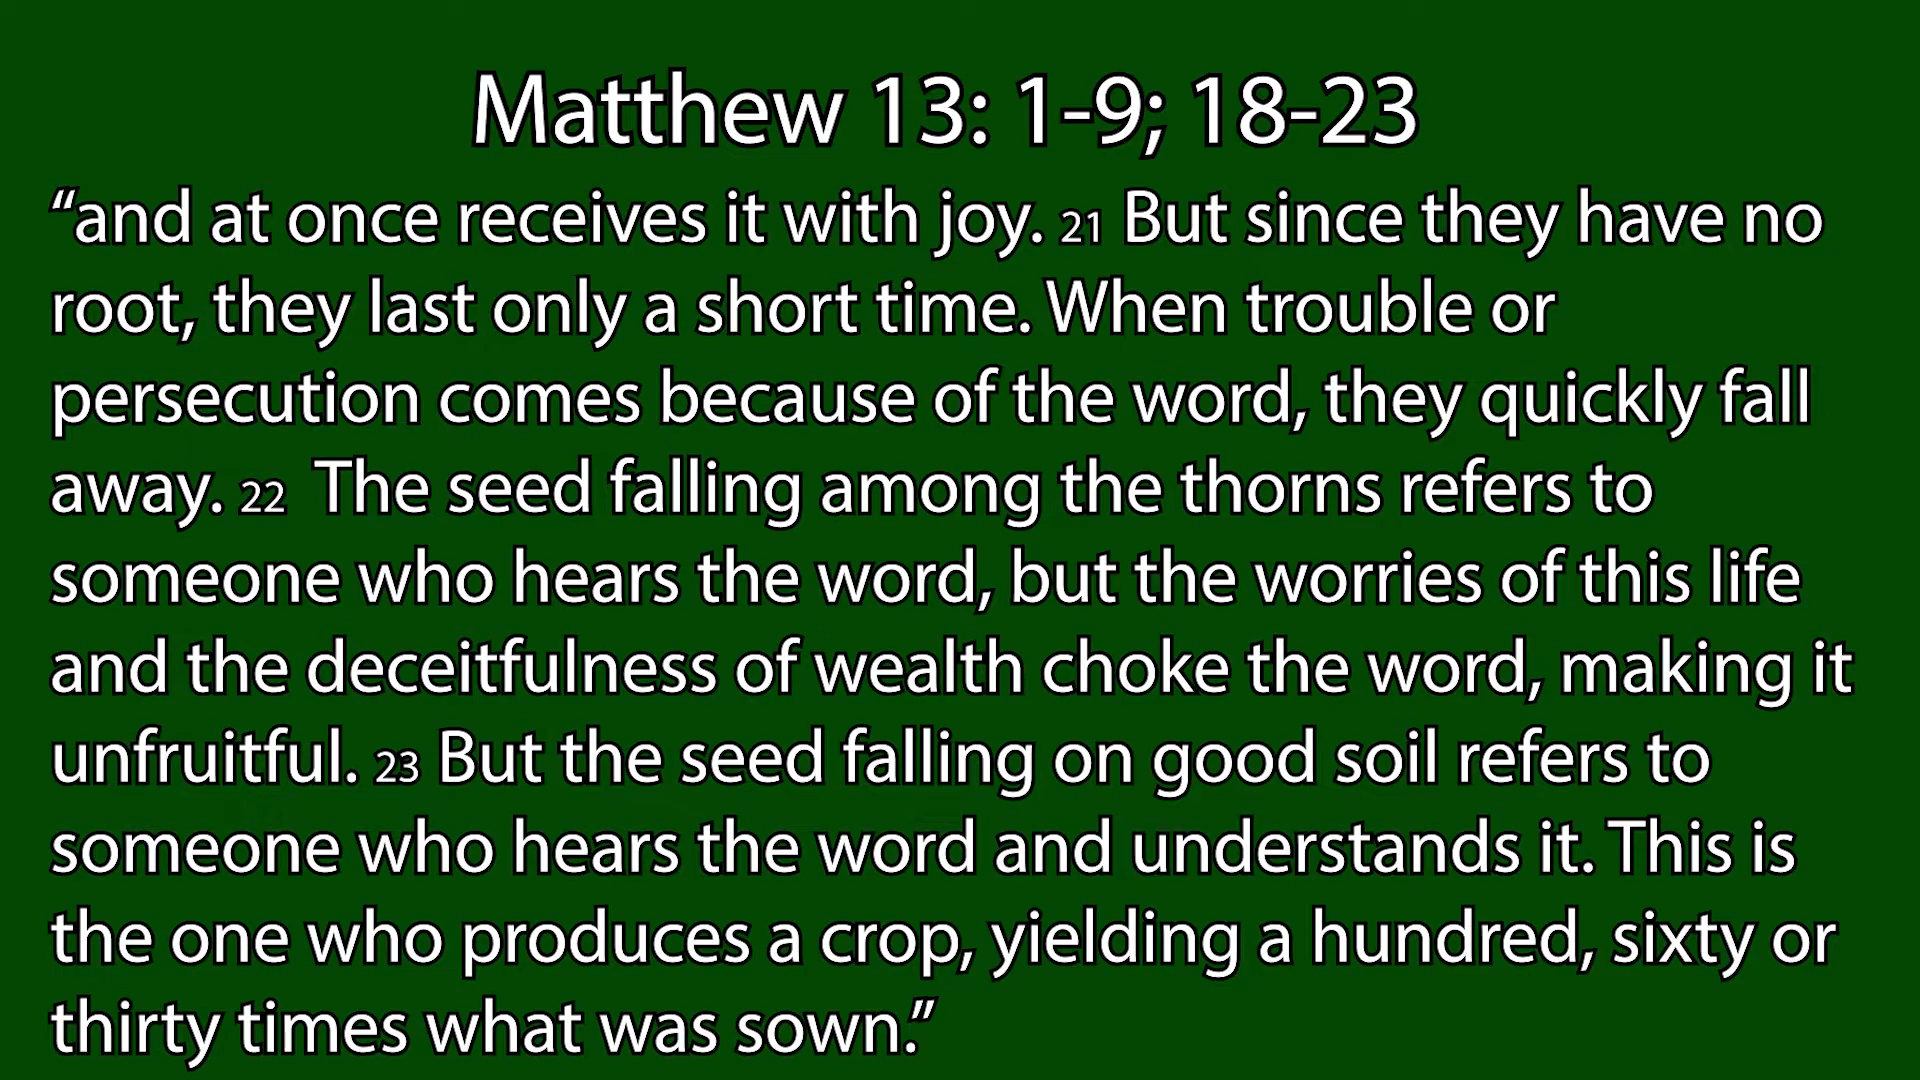 Matthew 13: 1-9; 18-23
“and at once receives it with joy. 21 But since they have no
root, they last only a short time. When trouble or
persecution comes because of the word, they quickly fall
away. 22 The seed falling among the thorns refers to
someone who hears the word, but the worries of this life
and the deceitfulness of wealth choke the word, making it
unfruitful. 23 But the seed falling on good soil refers to
someone who hears the word and understands it. This is
the one who produces a crop, yielding a hundred, sixty or
thirty times what was sown.”